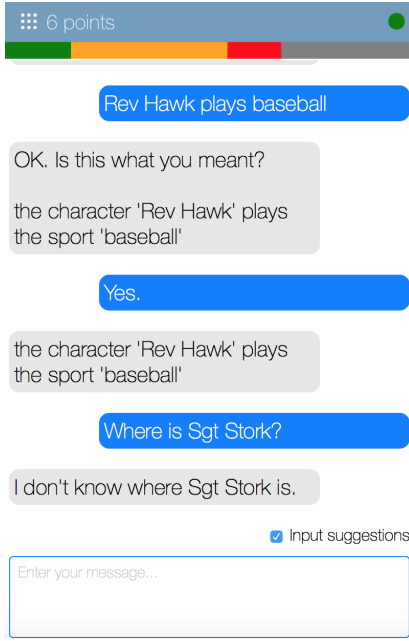 6 points
Rev Hawk plays baseball
OK. Is this what you meant?
the character 'Rev Hawk' plays
the sport 'baseball'
Yes.
the character 'Rev Hawk' plays
the sport 'baseball'
Where is Sgt Stork?
I don't know where Sgt Stork is.
Input suggestions
Enter your message...